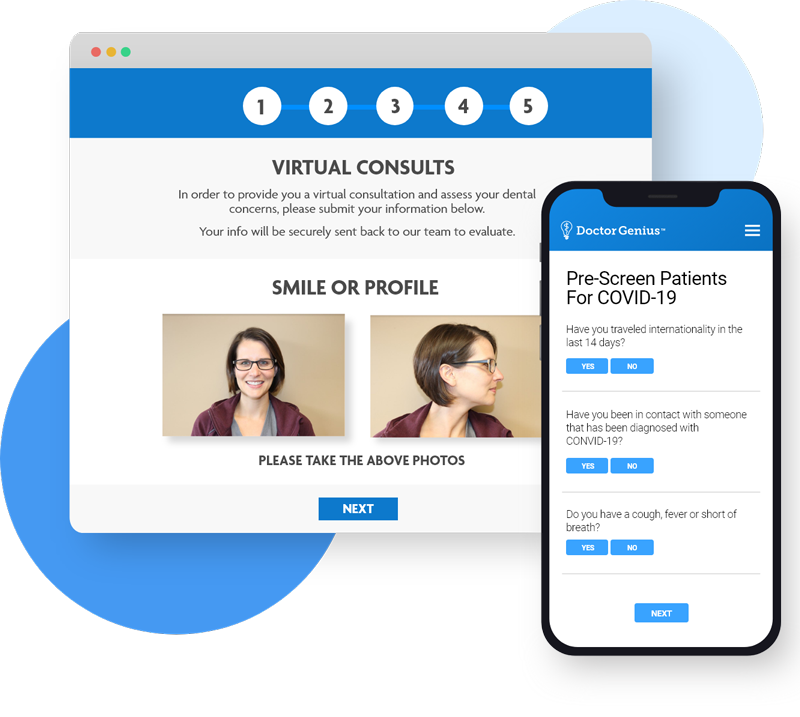 1 2 3 4 5
VIRTUAL CONSULTS
In order to provide you a virtual consultation and assess your dental
concerns, please submit your information below.
Your info will be securely sent back to our team to evaluate.
SMILE OR PROFILE
PLEASE TAKE THE ABOVE PHOTOS
NEXT
Doctor Genius™
Pre-Screen Patients
For COVID-19
Have you traveled internationality in the
last 14 days?
YES NO
Have you been in contact with someone
that has been diagnosed with
CONVID-19?
YES NO
Do you have a cough, fever or short of
breath?
YES NO
NEXT